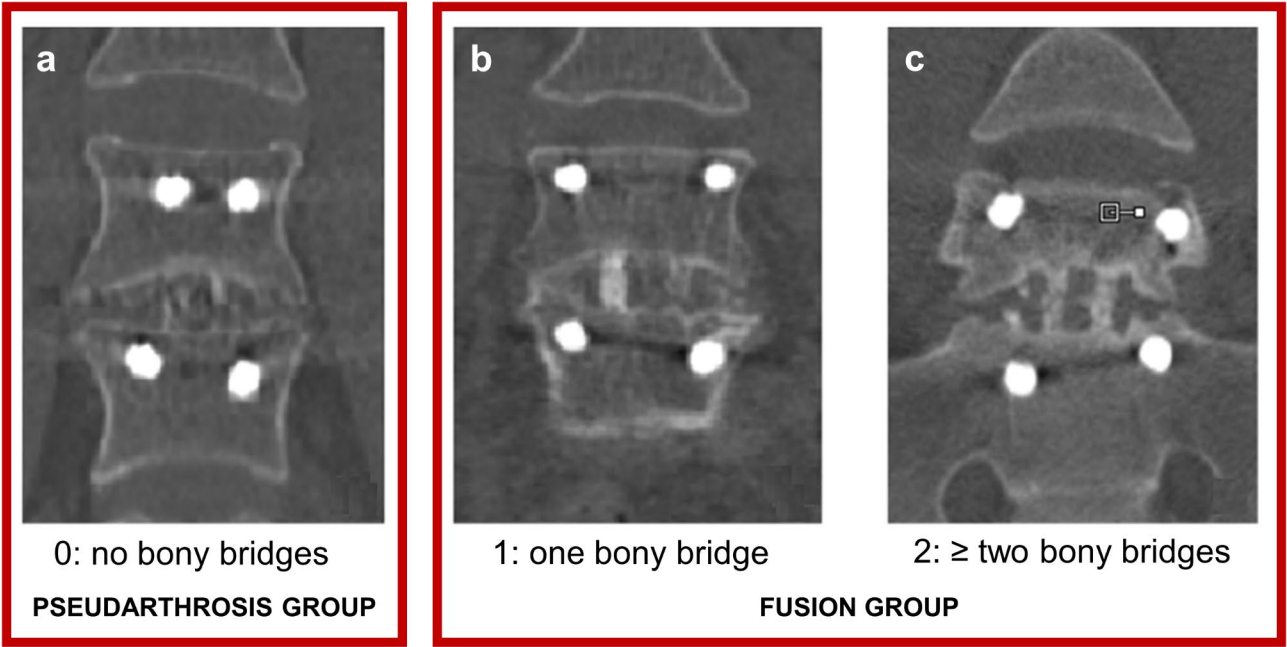 a
b
c
0: no bony bridges
1: one bony bridge
2: ≥ two bony bridges
PSEUDARTHROSIS GROUP
FUSION GROUP